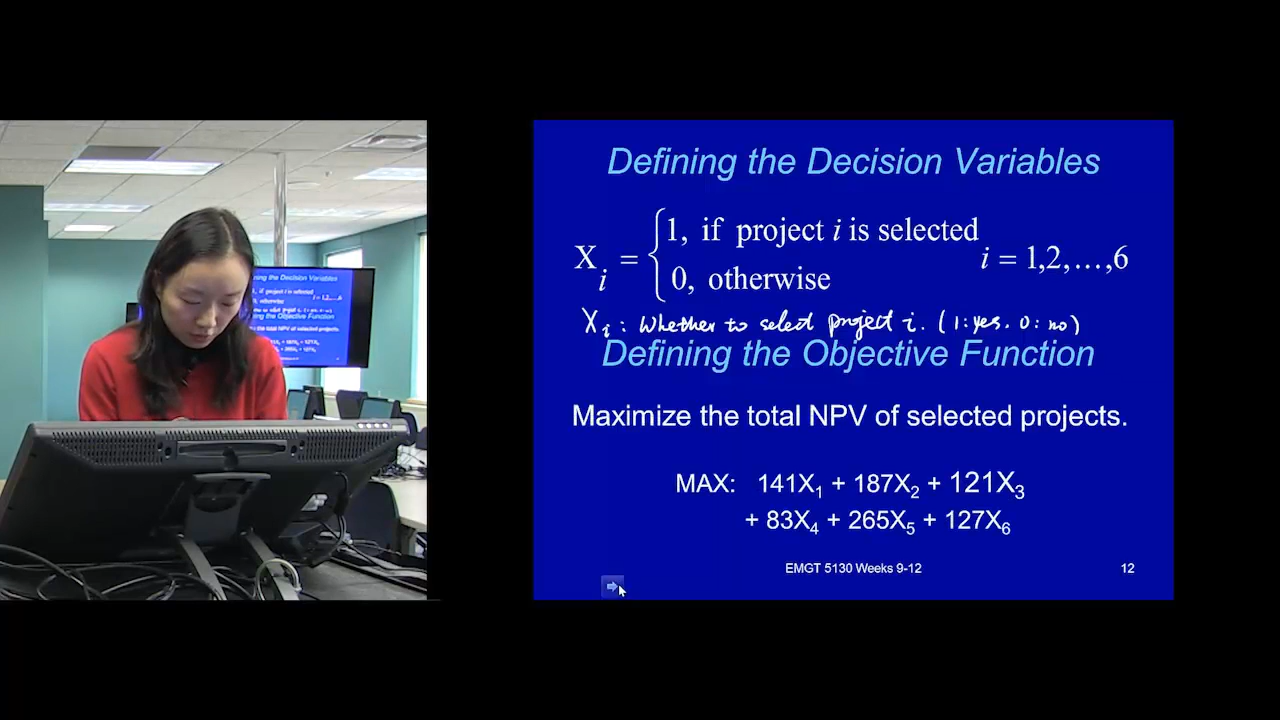 Defining the Decision Variables
X_i = { 1, if project i is selected
0, otherwise
i = 1,2,…,6
X_i : Whether to select project i. (1: yes. 0: no)
Defining the Objective Function
Maximize the total NPV of selected projects.
MAX: 141X₁ + 187X₂ + 121X₃
+ 83X₄ + 265X₅ + 127X₆
EMGT 5130 Weeks 9-12
12